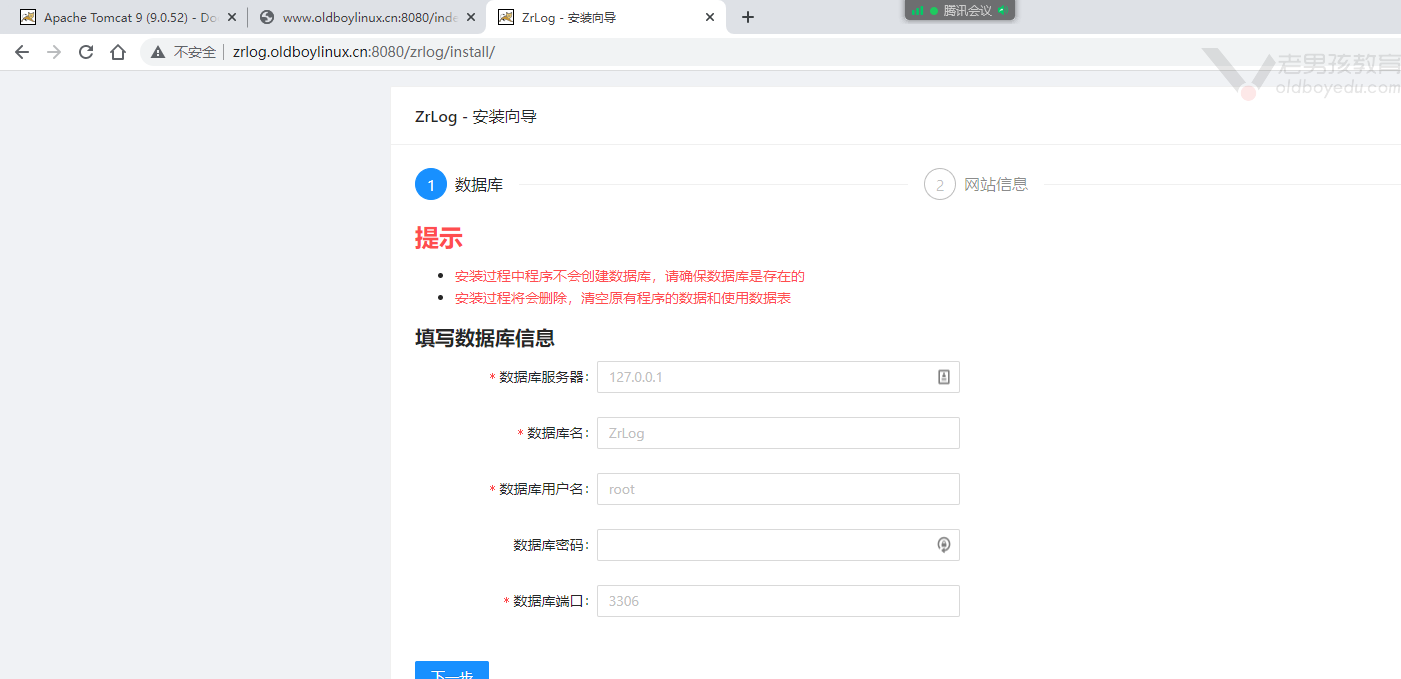 Apache Tomcat 9 (9.0.52) - Do
www.oldboylinux.cn:8080/inde
ZrLog - 安装向导
腾讯会议
不安全
zrlog.oldboylinux.cn:8080/zrlog/install/
老男孩教育
oldboyedu.com
ZrLog - 安装向导
1 数据库
2 网站信息
提示
安装过程中程序不会创建数据库，请确保数据库是存在的
安装过程将会删除，清空原有程序的数据和使用数据表
填写数据库信息
* 数据库服务器: 127.0.0.1
* 数据库名: ZrLog
* 数据库用户名: root
数据库密码:
* 数据库端口: 3306
下一步